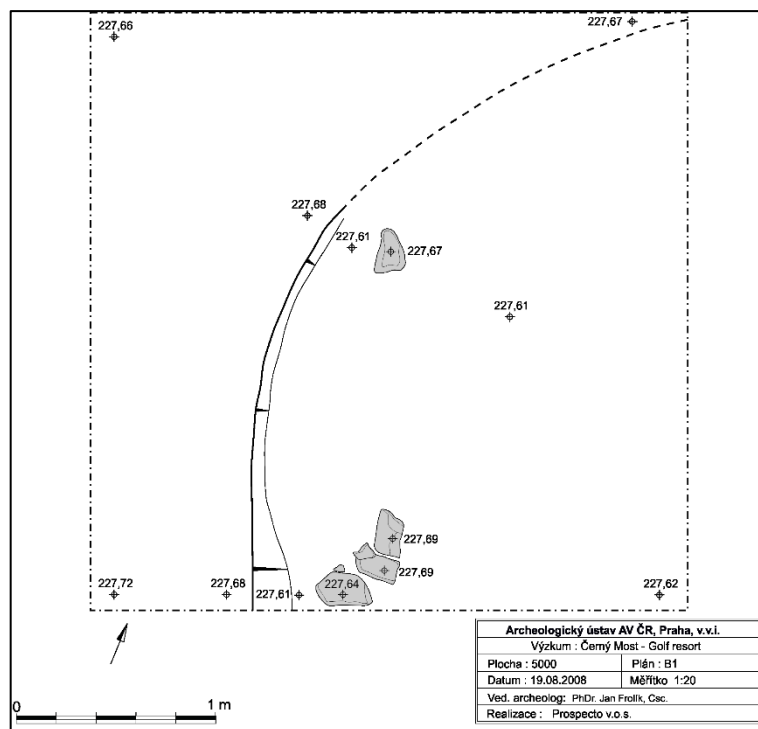 227,66
227,67
227,68
227,61
227,67
227,61
227,69
227,69
227,72
227,68
227,61
227,64
227,62
0
1 m
Archeologický ústav AV ČR, Praha, v.v.i.
Výzkum : Černý Most - Golf resort
Plocha : 5000
Plán : B1
Datum : 19.08.2008
Měřítko 1:20
Ved. archeolog: PhDr. Jan Frolík, Csc.
Realizace : Prospecto v.o.s.